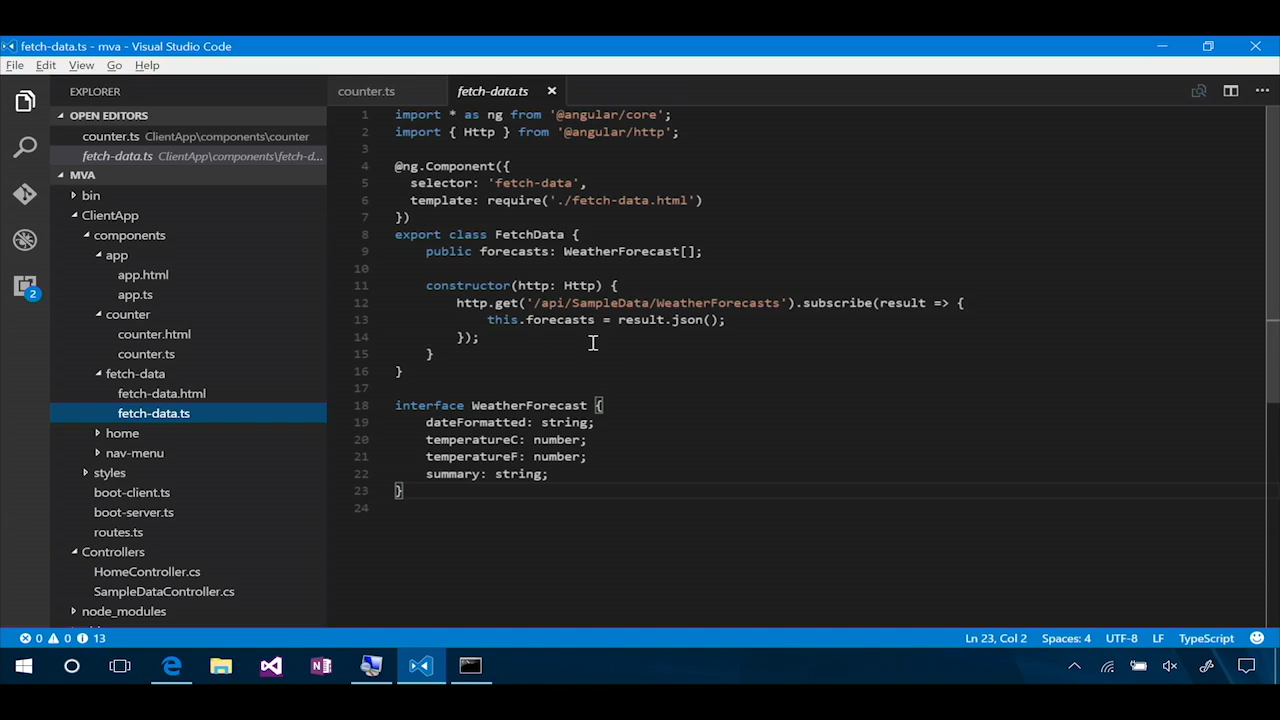 fetch-data.ts - mva - Visual Studio Code
File Edit View Go Help
EXPLORER
OPEN EDITORS
counter.ts ClientApp\components\counter
fetch-data.ts ClientApp\components\fetch-d...
MVA
bin
ClientApp
components
app
app.html
app.ts
counter
counter.html
counter.ts
fetch-data
fetch-data.html
fetch-data.ts
home
nav-menu
styles
boot-client.ts
boot-server.ts
routes.ts
Controllers
HomeController.cs
SampleDataController.cs
node_modules
2
counter.ts fetch-data.ts
1 import * as ng from '@angular/core';
2 import { Http } from '@angular/http';
3
4 @ng.Component({
5 selector: 'fetch-data',
6 template: require('./fetch-data.html')
7 })
8 export class FetchData {
9 public forecasts: WeatherForecast[];
10
11 constructor(http: Http) {
12 http.get('/api/SampleData/WeatherForecasts').subscribe(result => {
13 this.forecasts = result.json();
14 });
15 }
16 }
17
18 interface WeatherForecast {
19 dateFormatted: string;
20 temperatureC: number;
21 temperatureF: number;
22 summary: string;
23 }
24
0 0 13 Ln 23, Col 2 Spaces: 4 UTF-8 LF TypeScript